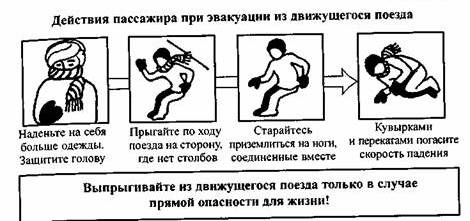 Действия пассажира при эвакуации из движущегося поезда
Наденьте на себя
больше одежды.
Защитите голову
Прыгайте по ходу
поезда на сторону,
где нет столбов
Старайтесь
приземлиться на ноги,
соединенные вместе
Кувырками
и перекатами погасите
скорость падения
Выпрыгивайте из движущегося поезда только в случае
прямой опасности для жизни!